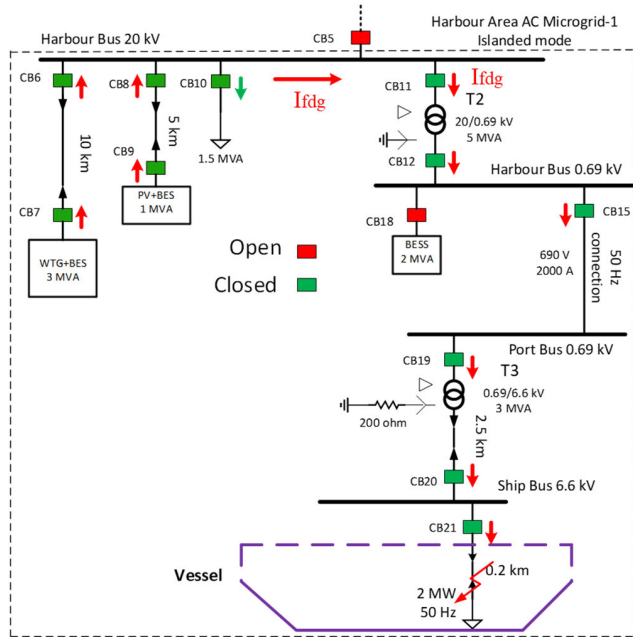 Harbour Area AC Microgrid-1
Islanded mode
CB5
Harbour Bus 20 kV
CB6
CB8
CB10
Ifdg
CB11
Ifdg
T2
20/0.69 kV
5 MVA
10 km
5 km
CB9
1.5 MVA
CB12
PV+BES
1 MVA
Harbour Bus 0.69 kV
CB7
CB18
CB15
WTG+BES
3 MVA
Open
Closed
BESS
2 MVA
690 V
2000 A
50 Hz
connection
Port Bus 0.69 kV
CB19
T3
0.69/6.6 kV
3 MVA
200 ohm
2.5 km
CB20
Ship Bus 6.6 kV
CB21
Vessel
0.2 km
2 MW
50 Hz